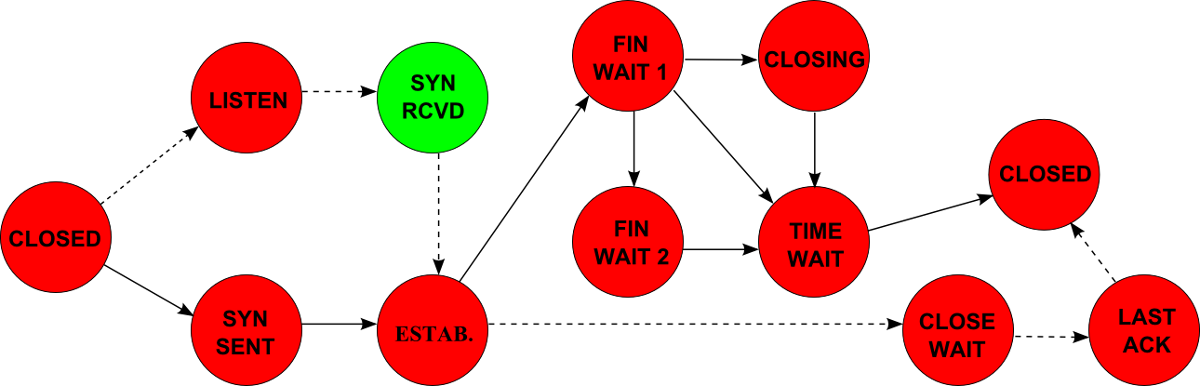 CLOSED
LISTEN
SYN
RCVD
SYN
SENT
ESTAB.
FIN
WAIT 1
CLOSING
FIN
WAIT 2
TIME
WAIT
CLOSED
CLOSE
WAIT
LAST
ACK